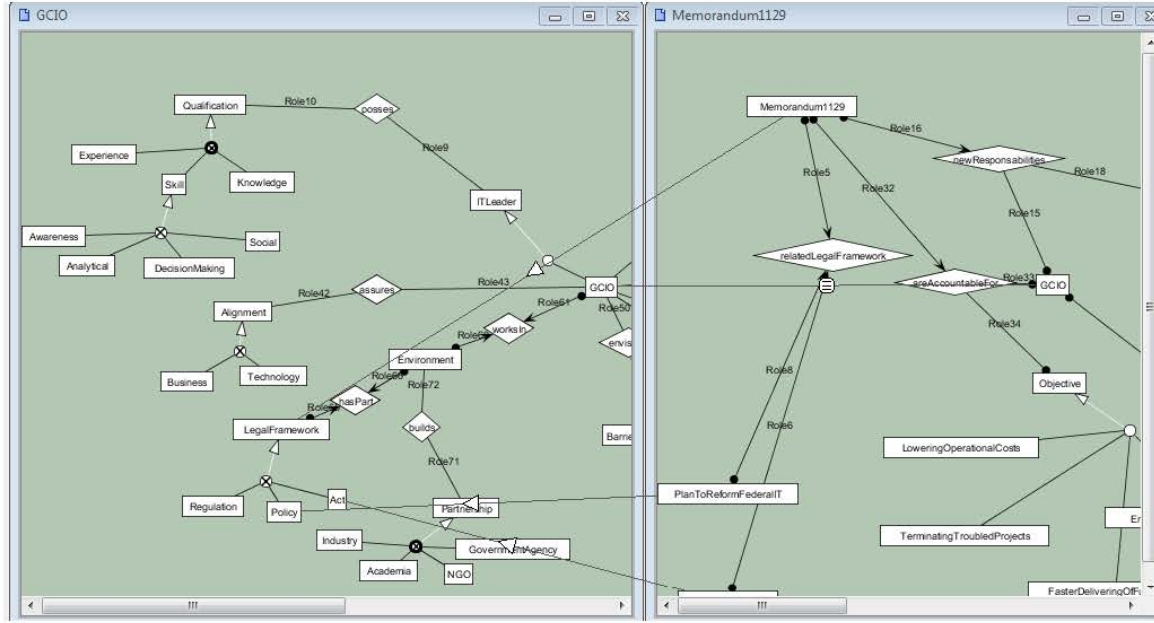 GCIO
Qualification
Role10
posses
Experience
Skill
Knowledge
Role9
ITLeader
Awareness
Analytical
DecisionMaking
Social
Role42
assures
Role43
GCIO
Role61
Role50
Alignment
worksIn
Business
Technology
Environment
Role72
hasPart
LegalFramework
builds
Role71
Regulation
Policy
Act
Partnership
Industry
GovernmentAgency
Academia
NGO
Memorandum1129
Memorandum1129
Role16
newResponsabilities
Role18
Role5
Role32
Role15
relatedLegalFramework
areAccountableFor
Role33
GCIO
Role34
Role8
Objective
Role6
LoweringOperationalCosts
PlanToReformFederalIT
TerminatingTroubledProjects